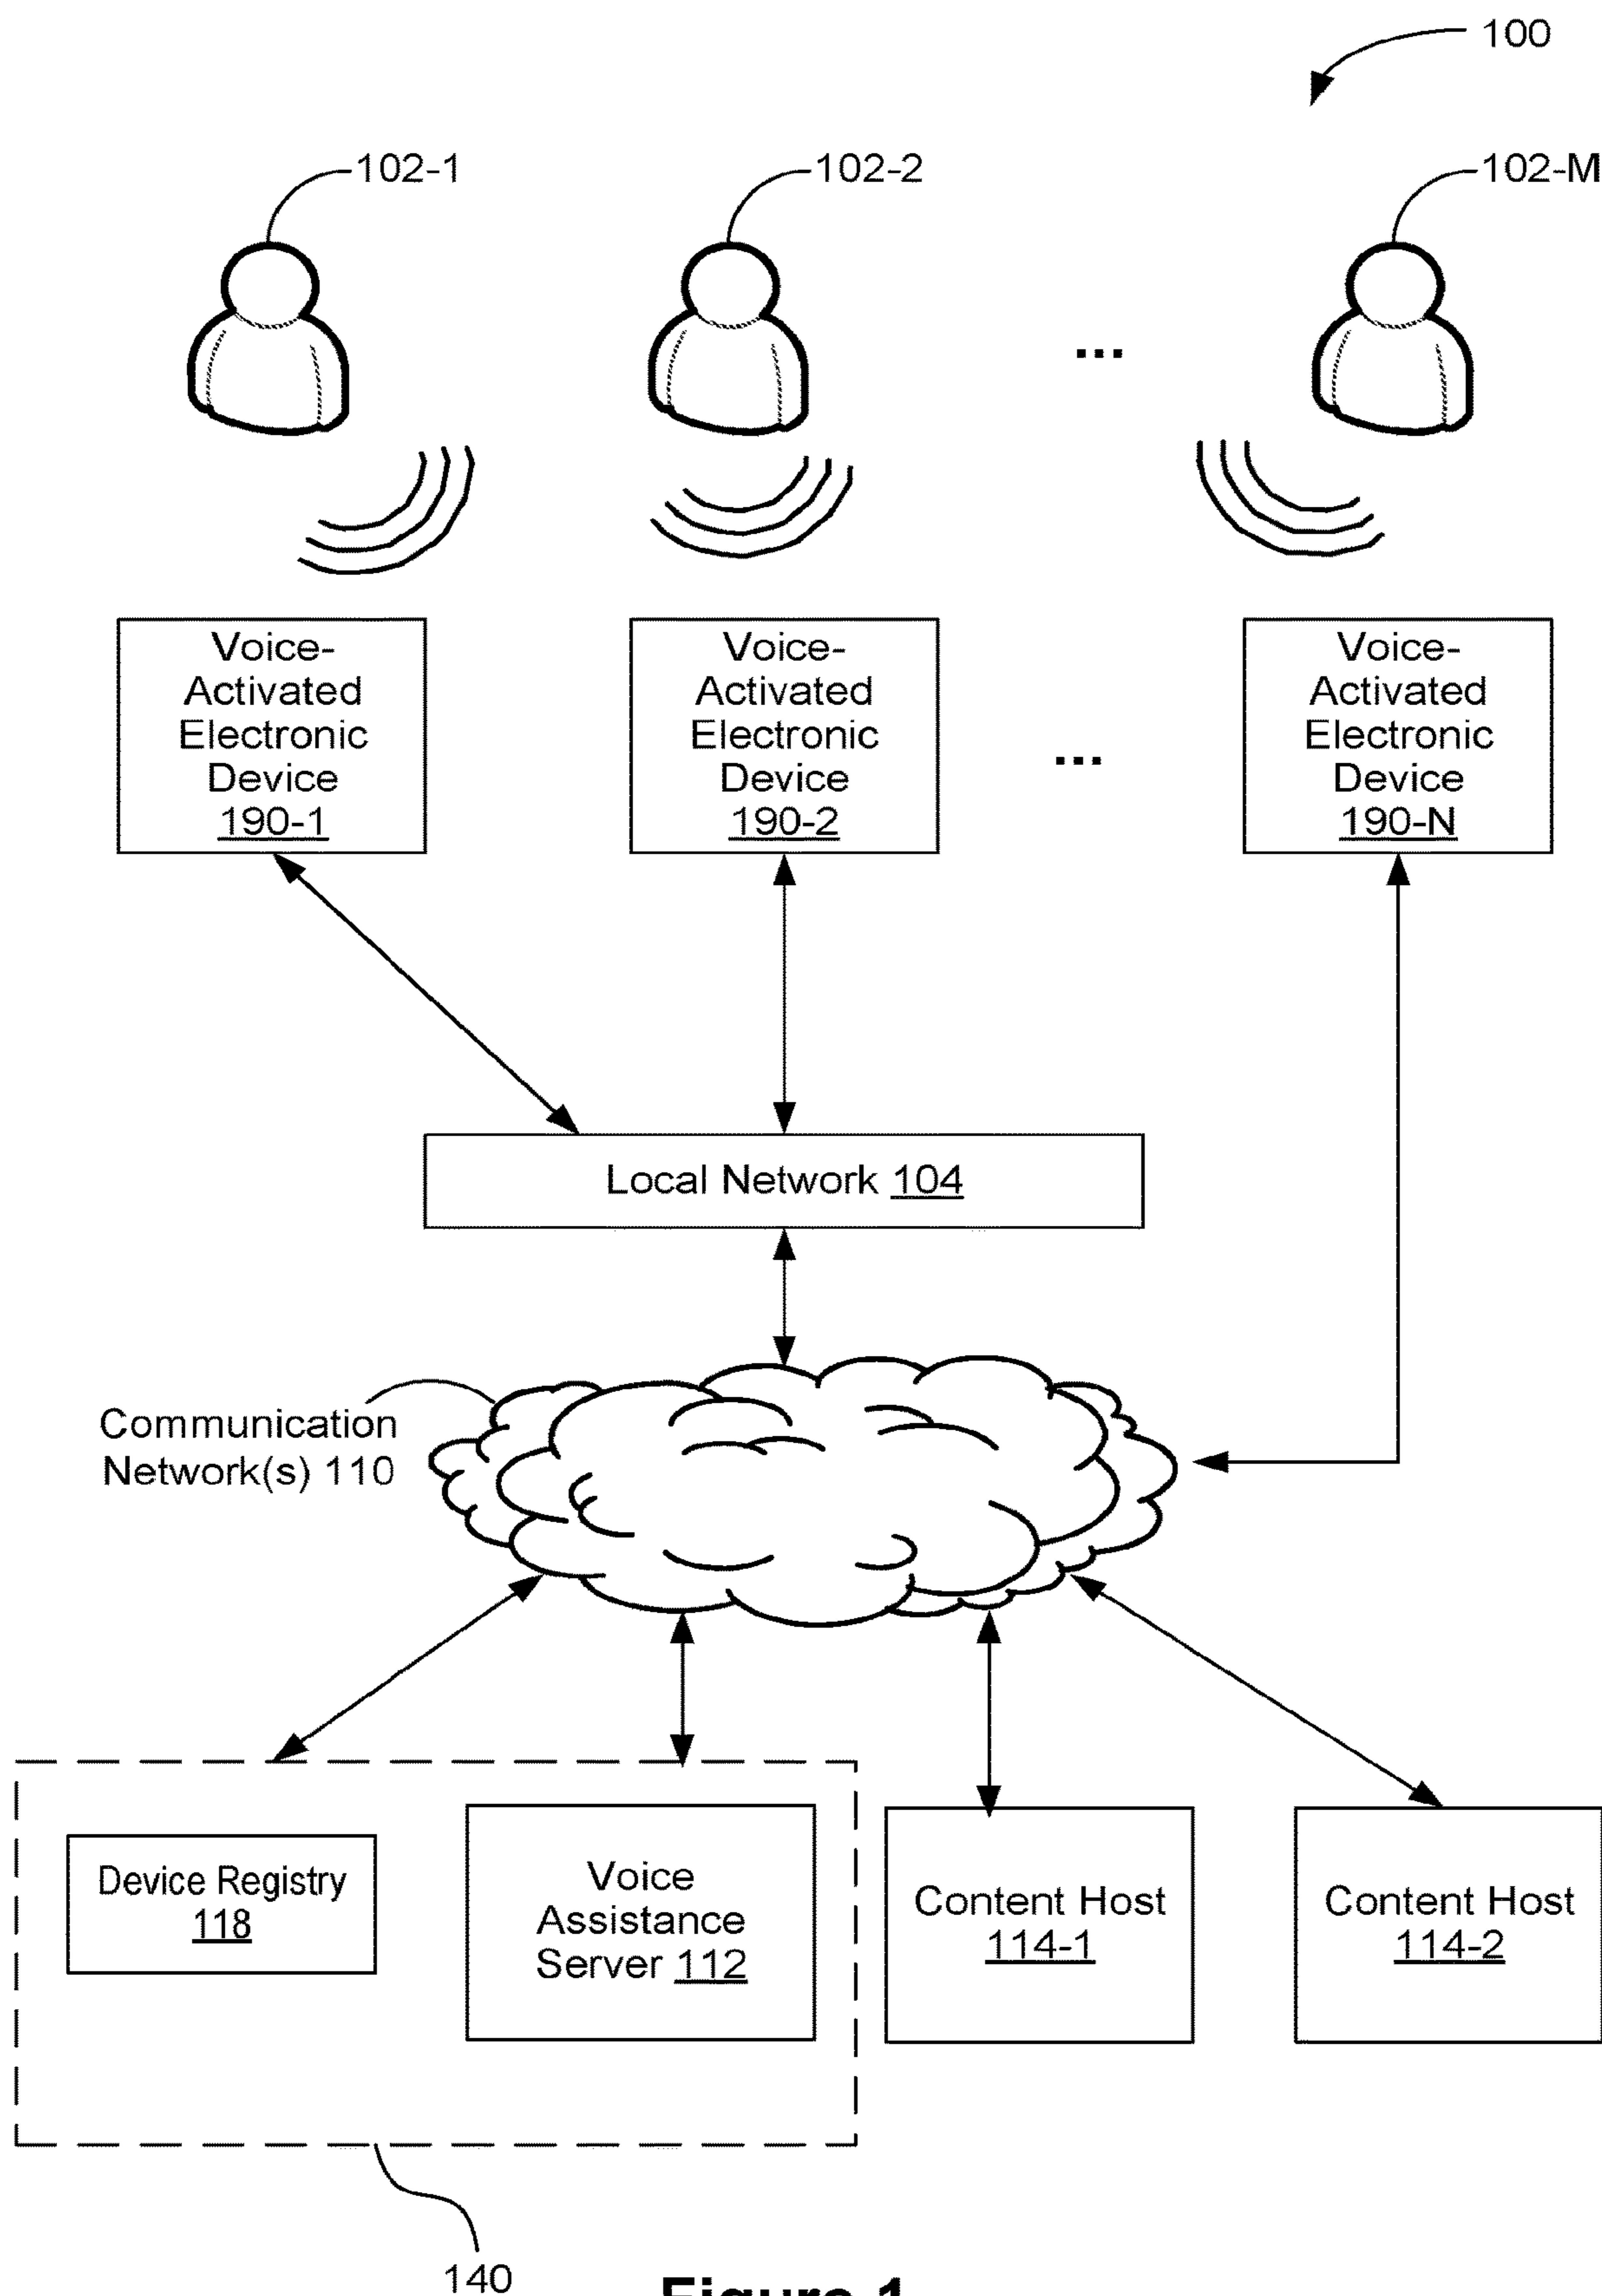 100
102-1
102-2
102-M
...
Voice-
Activated
Electronic
Device
190-1
Voice-
Activated
Electronic
Device
190-2
...
Voice-
Activated
Electronic
Device
190-N
Local Network 104
Communication
Network(s) 110
Device Registry
118
Voice
Assistance
Server 112
Content Host
114-1
Content Host
114-2
140
Figure 1